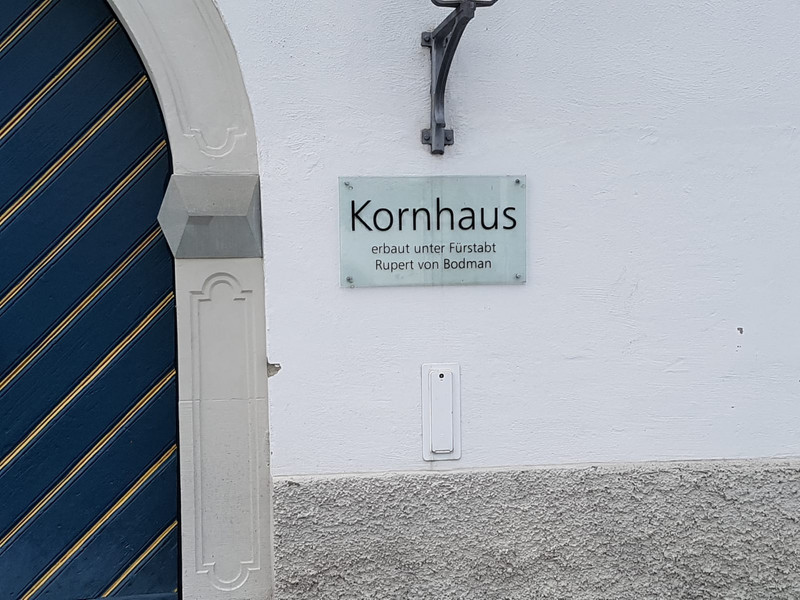 Kornhaus
erbaut unter Fürstabt
Rupert von Bodman